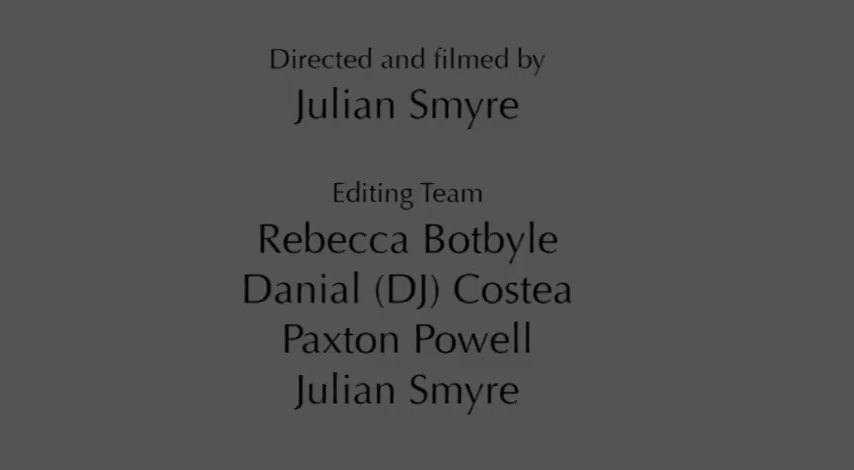 Directed and filmed by
Julian Smyre
Editing Team
Rebecca Botbyle
Danial (DJ) Costea
Paxton Powell
Julian Smyre